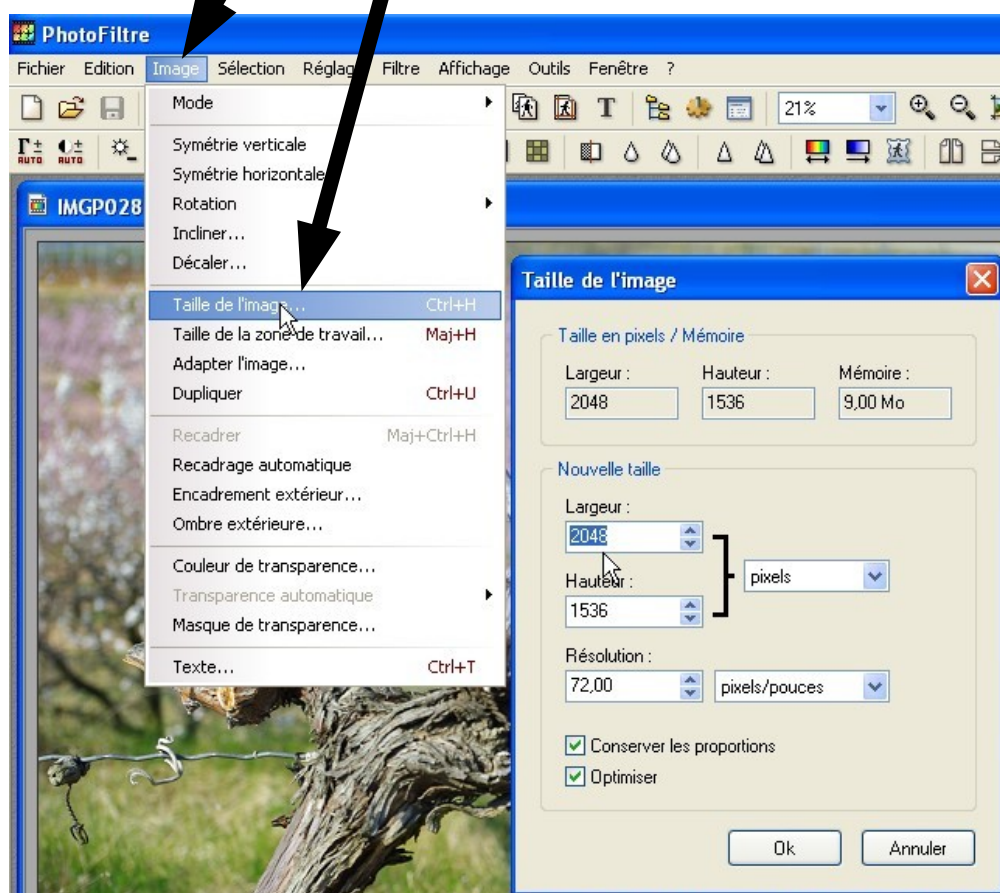 PhotoFiltre
Fichier Edition Image Sélection Réglag Filtre Affichage Outils Fenêtre ?
T 21%
AUTO AUTO
IMGP028
Mode
Symétrie verticale
Symétrie horizontale
Rotation
Incliner...
Décaler...
Taille de l'image... Ctrl+H
Taille de la zone de travail... Maj+H
Adapter l'image...
Dupliquer Ctrl+U
Recadrer Maj+Ctrl+H
Recadrage automatique
Encadrement extérieur...
Ombre extérieure...
Couleur de transparence...
Transparence automatique
Masque de transparence...
Texte... Ctrl+T
Taille de l'image
Taille en pixels / Mémoire
Largeur : Hauteur : Mémoire :
2048 1536 9,00 Mo
Nouvelle taille
Largeur :
2048
pixels
Hauteur :
1536
Résolution :
72,00 pixels/pouces
Conserver les proportions
Optimiser
Ok Annuler